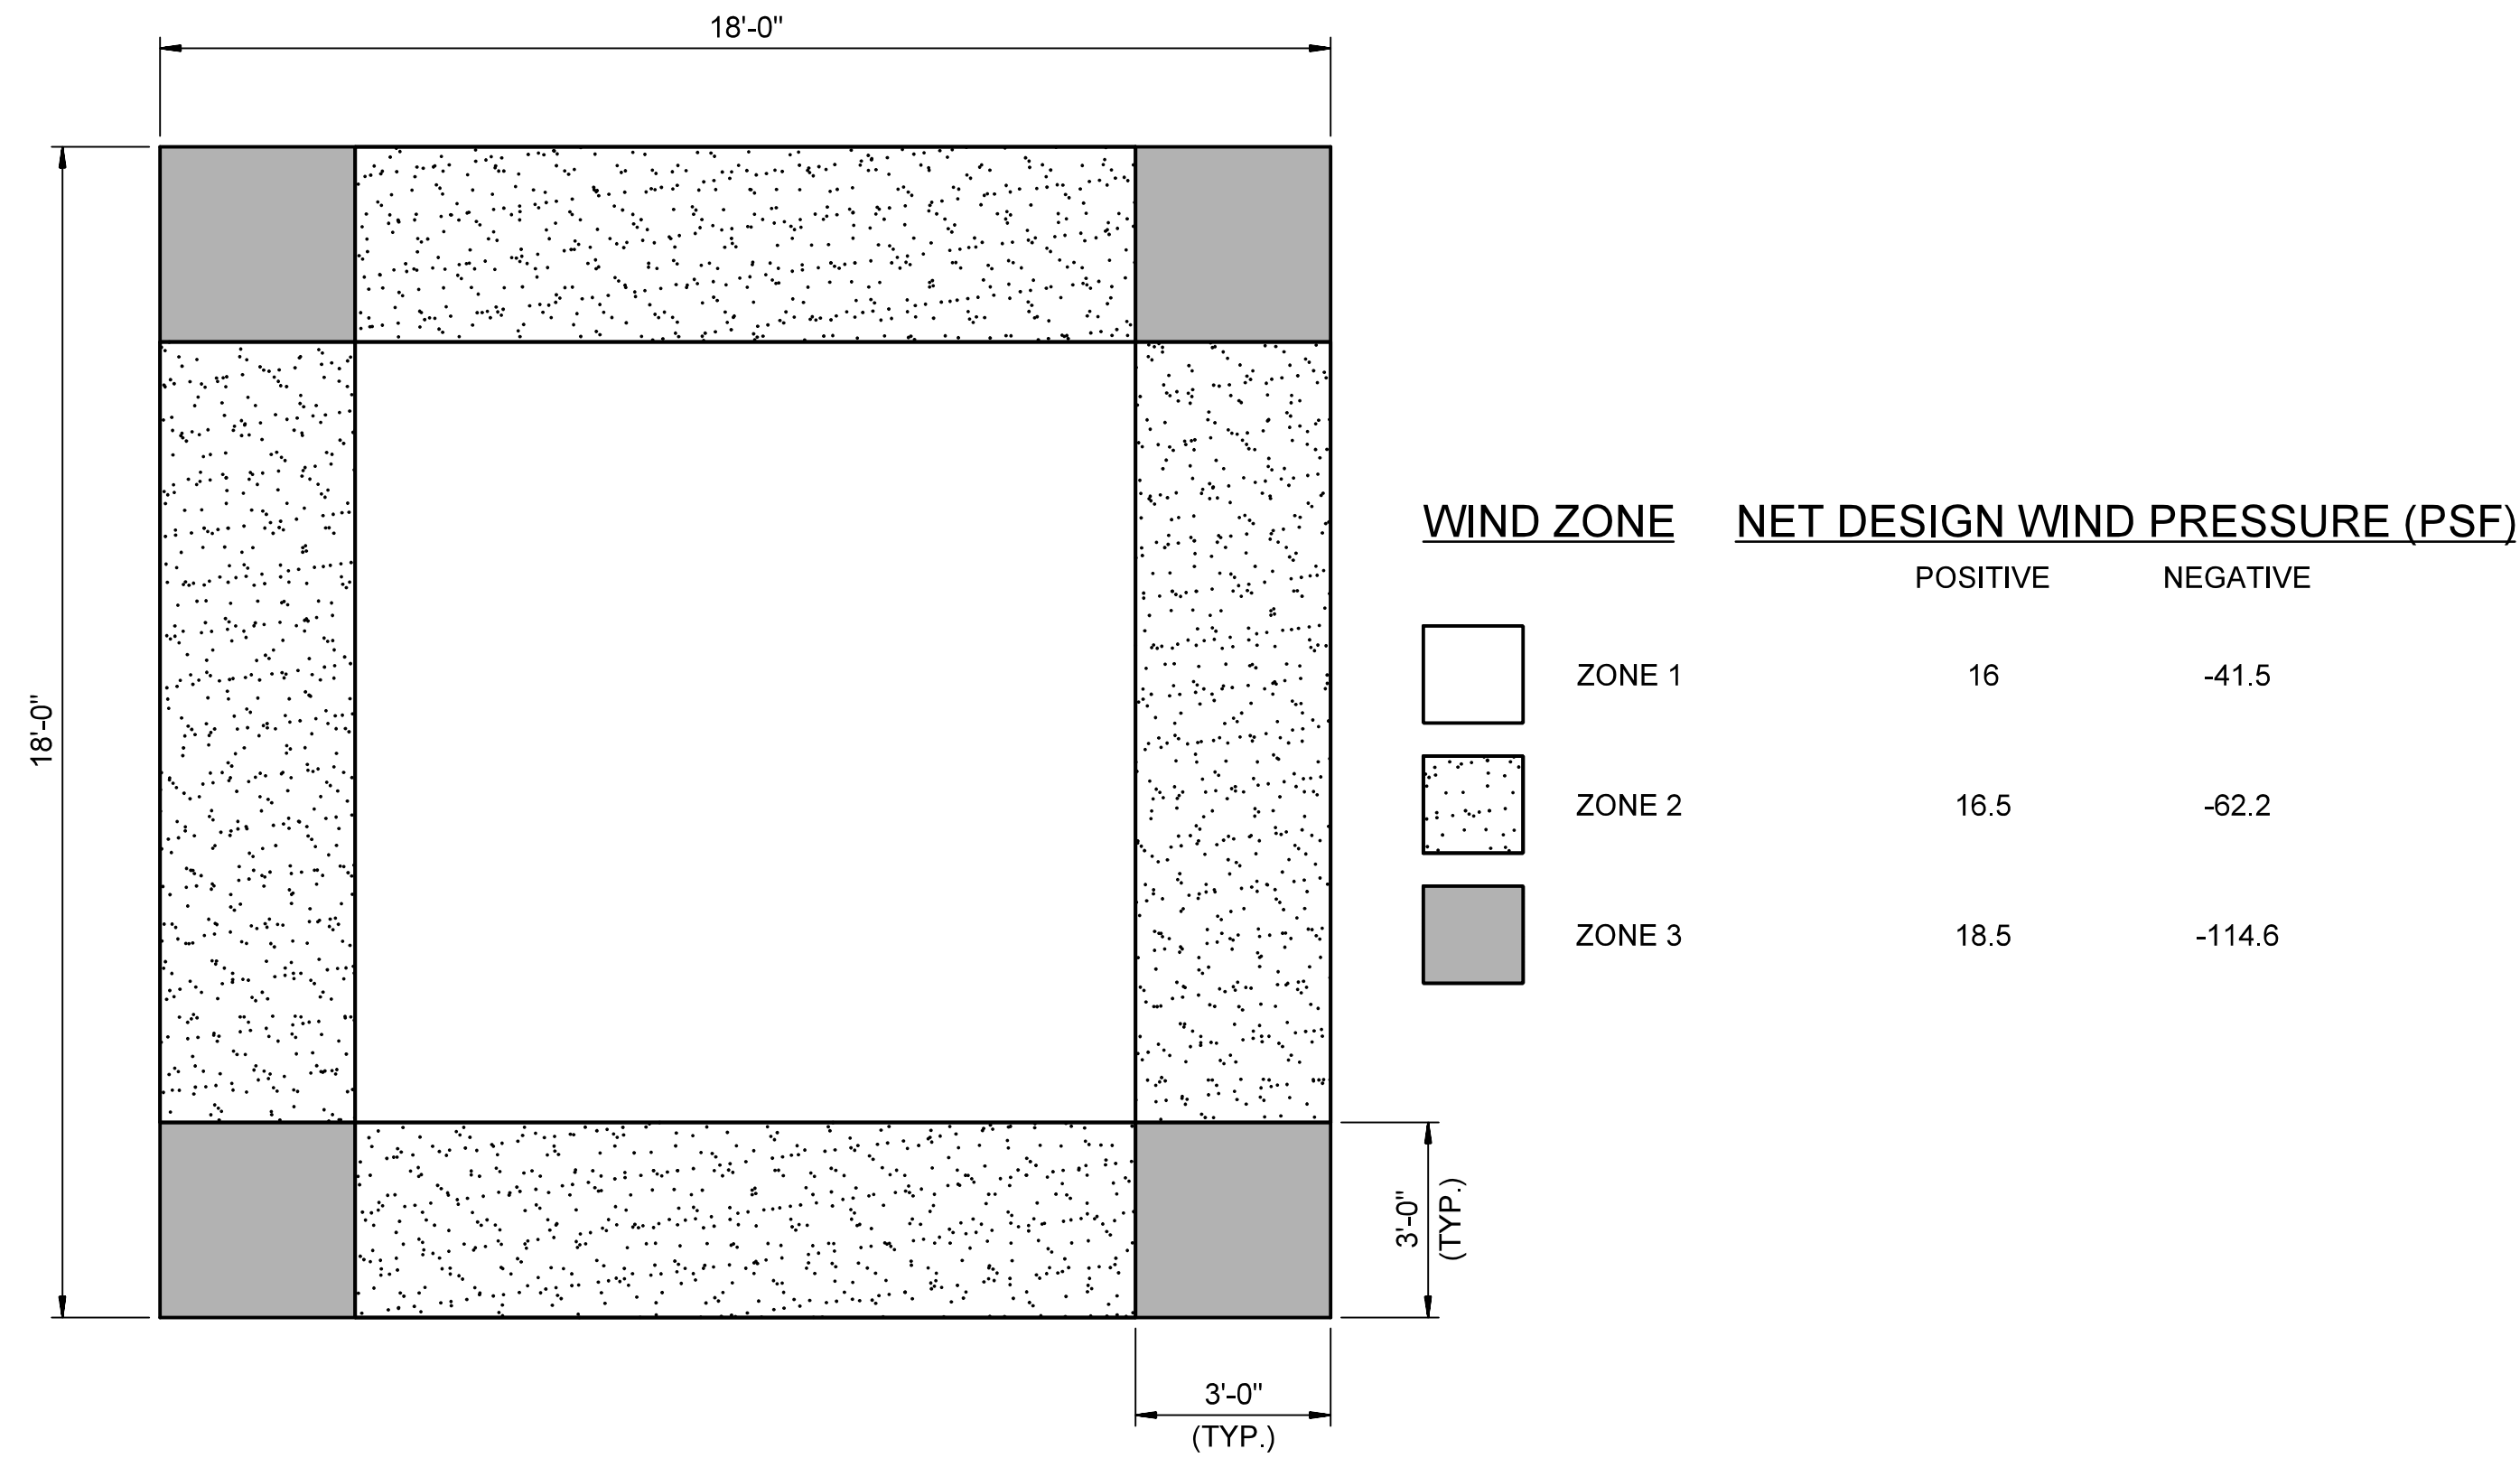 18'-0"
18'-0"
WIND ZONE NET DESIGN WIND PRESSURE (PSF)
POSITIVE NEGATIVE
ZONE 1 16 -41.5
ZONE 2 16.5 -62.2
ZONE 3 18.5 -114.6
3'-0"
(TYP.)
3'-0"
(TYP.)